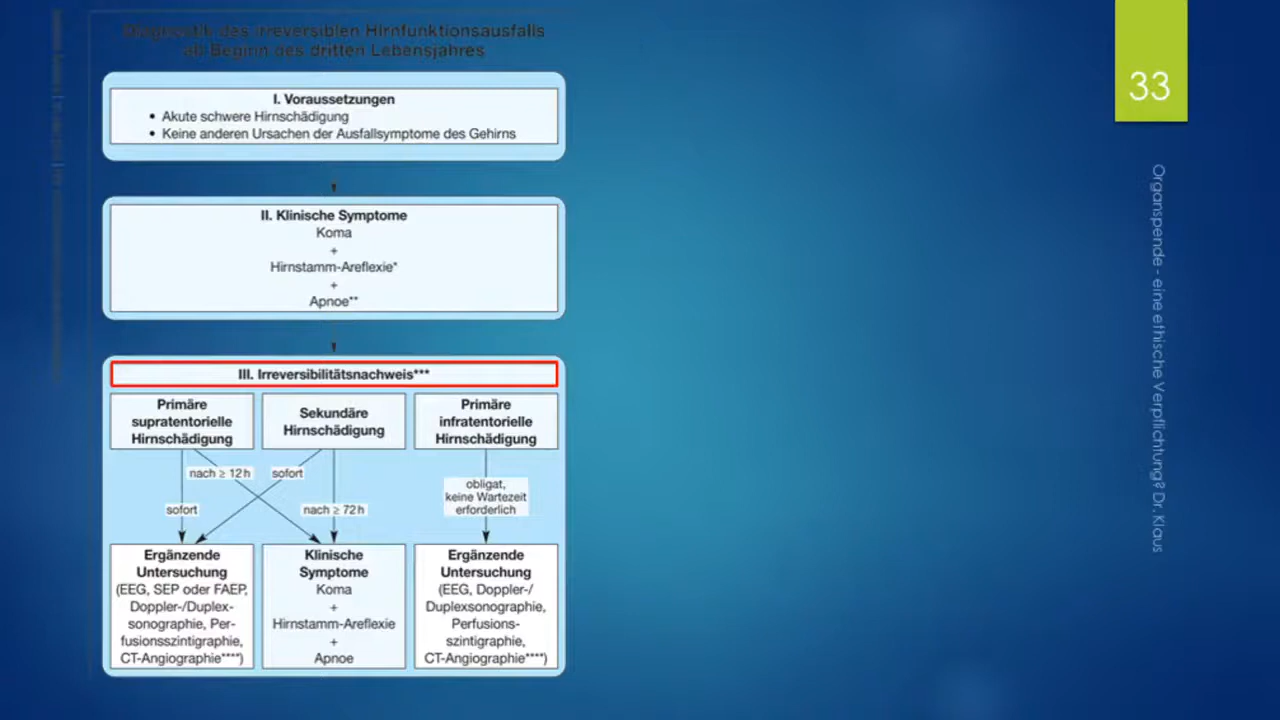 Diagnostik des irreversiblen Hirnfunktionsausfalls
ab Beginn des dritten Lebensjahres
I. Voraussetzungen
• Akute schwere Hirnschädigung
• Keine anderen Ursachen der Ausfallsymptome des Gehirns
II. Klinische Symptome
Koma
+
Hirnstamm-Areflexie*
+
Apnoe**
III. Irreversibilitätsnachweis***
Primäre
supratentorielle
Hirnschädigung
Sekundäre
Hirnschädigung
Primäre
infratentorielle
Hirnschädigung
nach ≥ 12 h
sofort
sofort
nach ≥ 72 h
obligat,
keine Wartezeit
erforderlich
Ergänzende
Untersuchung
(EEG, SEP oder FAEP,
Doppler-/Duplex-
sonographie, Per-
fusionsszintigraphie,
CT-Angiographie****)
Klinische
Symptome
Koma
+
Hirnstamm-Areflexie
+
Apnoe
Ergänzende
Untersuchung
(EEG, Doppler-/
Duplexsonographie,
Perfusions-
szintigraphie,
CT-Angiographie****)
33
Organspende - eine ethische Verpflichtung? Dr. Klaus